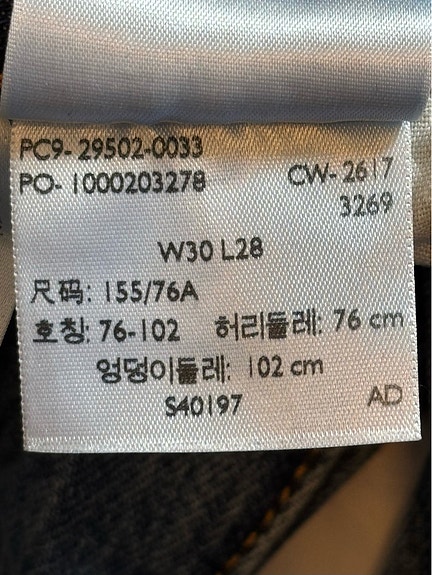 PC9- 29502-0033
PO- 1000203278 CW- 2617
3269
W30 L28
尺码: 155/76A
호칭: 76-102 허리둘레: 76 cm
엉덩이둘레: 102 cm
S40197 AD